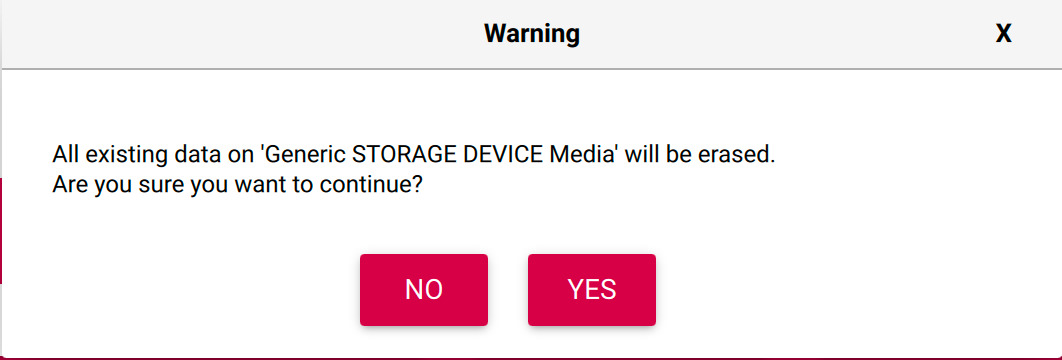 Warning
X
All existing data on 'Generic STORAGE DEVICE Media' will be erased.
Are you sure you want to continue?
NO
YES